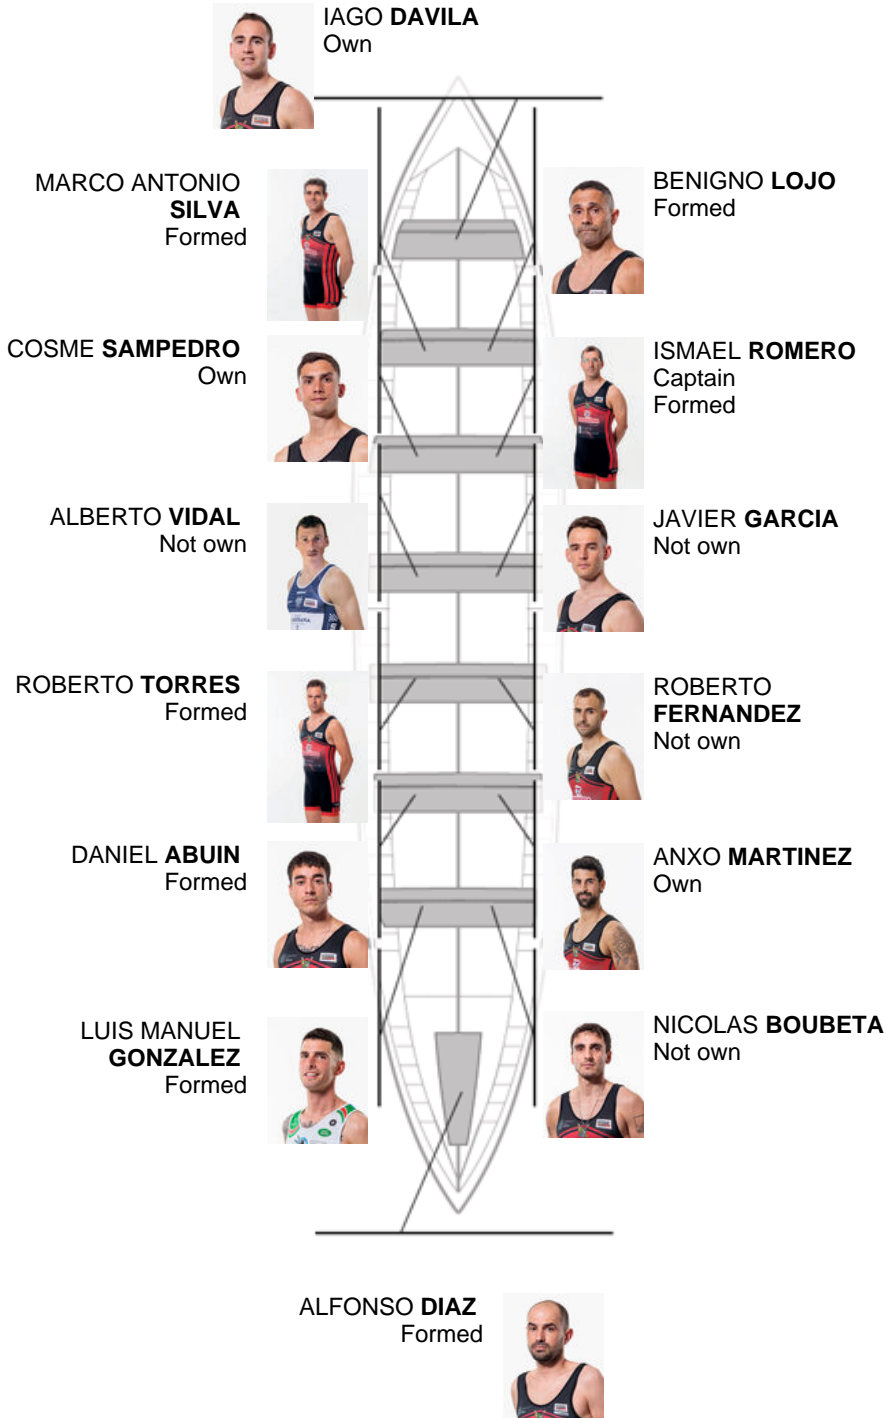 IAGO DAVILA
Own
MARCO ANTONIO
SILVA
Formed
BENIGNO LOJO
Formed
COSME SAMPEDRO
Own
ISMAEL ROMERO
Captain
Formed
ALBERTO VIDAL
Not own
JAVIER GARCIA
Not own
ROBERTO TORRES
Formed
ROBERTO
FERNANDEZ
Not own
DANIEL ABUIN
Formed
ANXO MARTINEZ
Own
LUIS MANUEL
GONZALEZ
Formed
NICOLAS BOUBETA
Not own
ALFONSO DIAZ
Formed